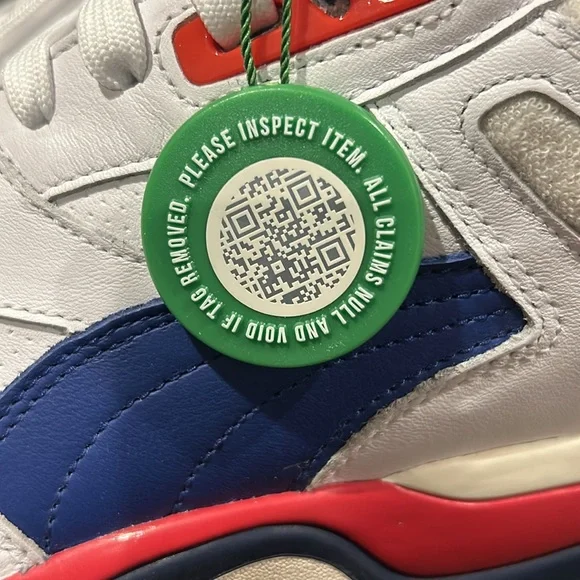 PLEASE INSPECT ITEM. ALL CLAIMS NULL AND VOID IF TAG REMOVED.